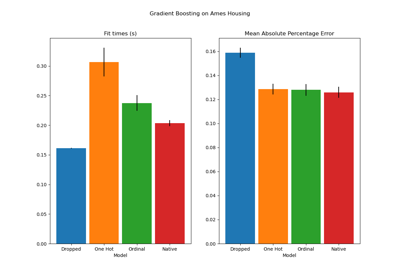 Gradient Boosting on Ames Housing
Fit times (s)
0.30
0.25
0.20
0.15
0.10
0.05
0.00
Dropped One Hot Ordinal Native
Model
Mean Absolute Percentage Error
0.16
0.14
0.12
0.10
0.08
0.06
0.04
0.02
0.00
Dropped One Hot Ordinal Native
Model